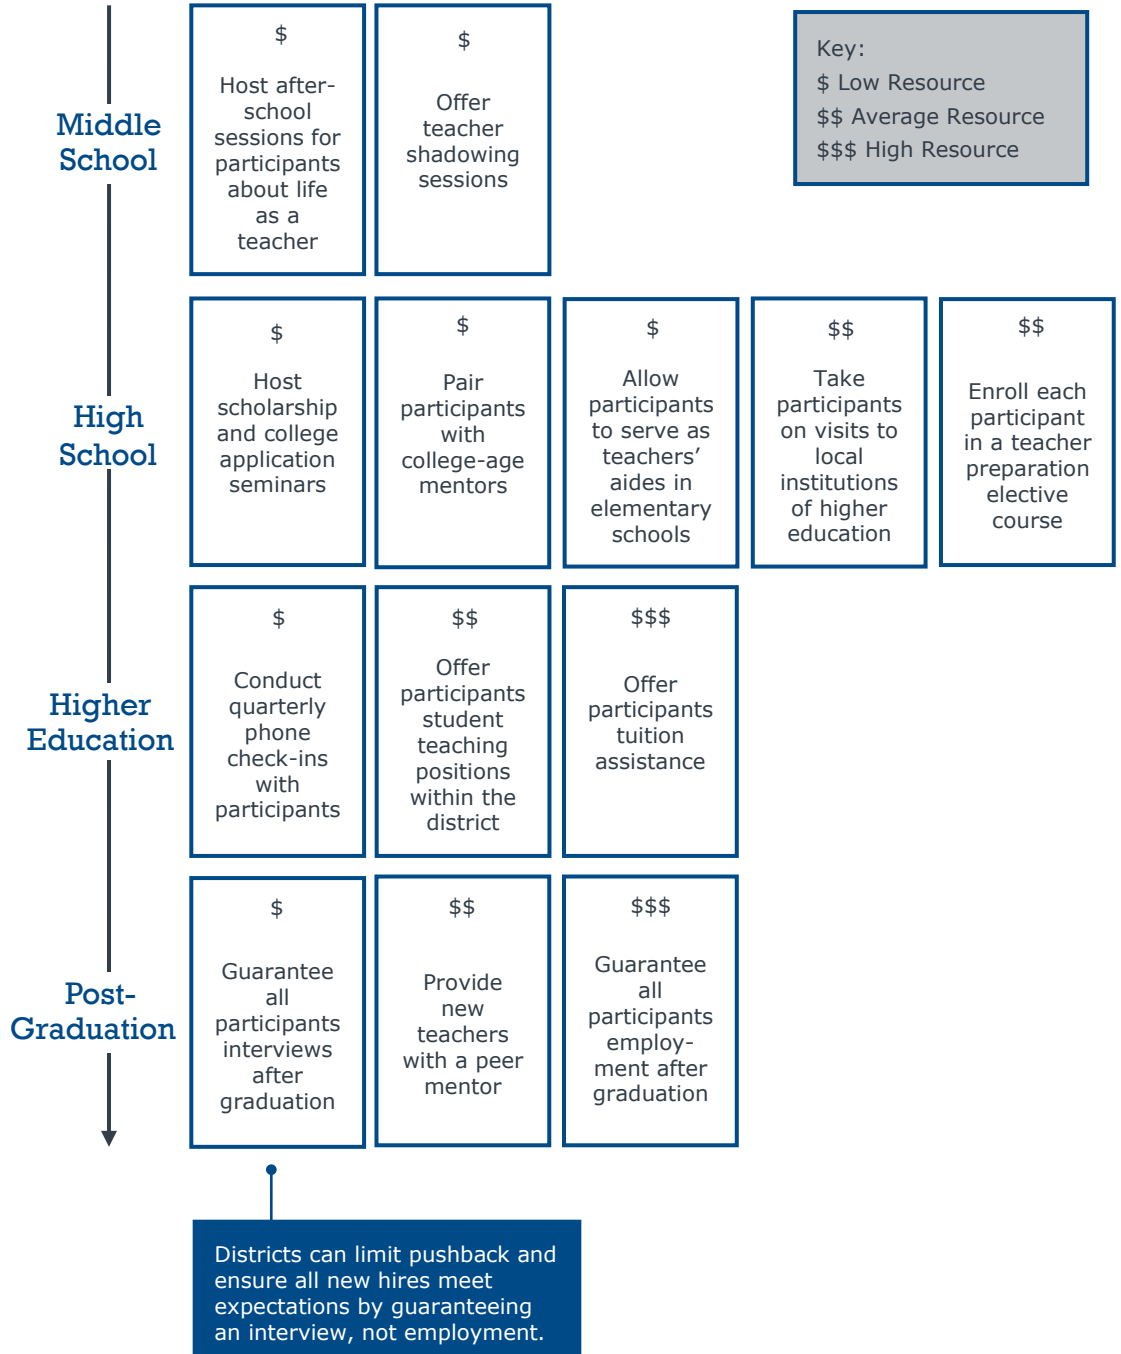 Key:
$ Low Resource
$$ Average Resource
$$$ High Resource
Middle
School
$
Host after-
school
sessions for
participants
about life
as a
teacher
$
Offer
teacher
shadowing
sessions
High
School
$
Host
scholarship
and college
application
seminars
$
Pair
participants
with
college-age
mentors
$
Allow
participants
to serve as
teachers’
aides in
elementary
schools
$$
Take
participants
on visits to
local
institutions
of higher
education
$$
Enroll each
participant
in a teacher
preparation
elective
course
Higher
Education
$
Conduct
quarterly
phone
check-ins
with
participants
$$
Offer
participants
student
teaching
positions
within the
district
$$$
Offer
participants
tuition
assistance
Post-
Graduation
$
Guarantee
all
participants
interviews
after
graduation
$$
Provide
new
teachers
with a peer
mentor
$$$
Guarantee
all
participants
employ-
ment after
graduation
Districts can limit pushback and
ensure all new hires meet
expectations by guaranteeing
an interview, not employment.